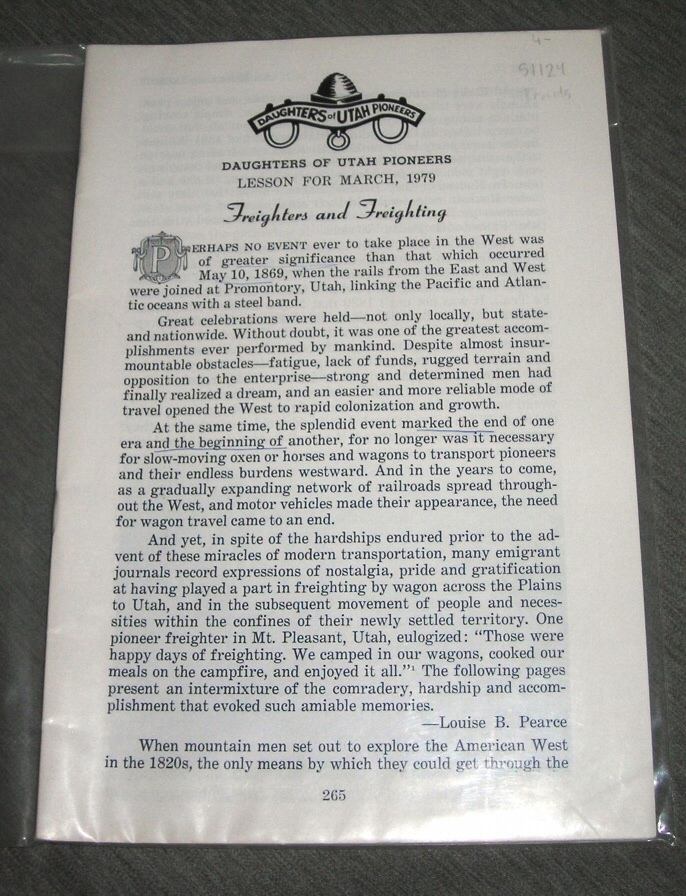 4-
51124
DAUGHTERS of UTAH PIONEERS
DAUGHTERS OF UTAH PIONEERS
LESSON FOR MARCH, 1979
Freighters and Freighting
PERHAPS NO EVENT ever to take place in the West was
of greater significance than that which occurred
May 10, 1869, when the rails from the East and West
were joined at Promontory, Utah, linking the Pacific and Atlan-
tic oceans with a steel band.
Great celebrations were held—not only locally, but state-
and nationwide. Without doubt, it was one of the greatest accom-
plishments ever performed by mankind. Despite almost insur-
mountable obstacles—fatigue, lack of funds, rugged terrain and
opposition to the enterprise—strong and determined men had
finally realized a dream, and an easier and more reliable mode of
travel opened the West to rapid colonization and growth.
At the same time, the splendid event marked the end of one
era and the beginning of another, for no longer was it necessary
for slow-moving oxen or horses and wagons to transport pioneers
and their endless burdens westward. And in the years to come,
as a gradually expanding network of railroads spread through-
out the West, and motor vehicles made their appearance, the need
for wagon travel came to an end.
And yet, in spite of the hardships endured prior to the ad-
vent of these miracles of modern transportation, many emigrant
journals record expressions of nostalgia, pride and gratification
at having played a part in freighting by wagon across the Plains
to Utah, and in the subsequent movement of people and neces-
sities within the confines of their newly settled territory. One
pioneer freighter in Mt. Pleasant, Utah, eulogized: "Those were
happy days of freighting. We camped in our wagons, cooked our
meals on the campfire, and enjoyed it all."¹ The following pages
present an intermixture of the comradery, hardship and accom-
plishment that evoked such amiable memories.
—Louise B. Pearce
When mountain men set out to explore the American West
in the 1820s, the only means by which they could get through the
265